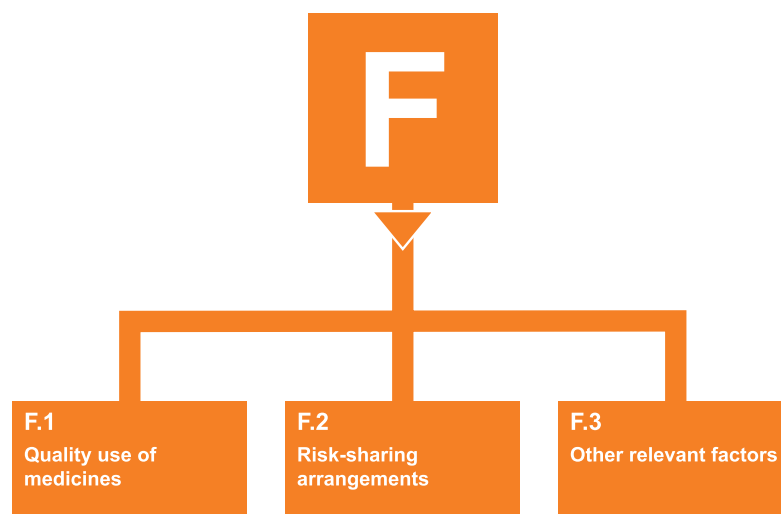 F
F.1
Quality use of
medicines
F.2
Risk-sharing
arrangements
F.3
Other relevant factors